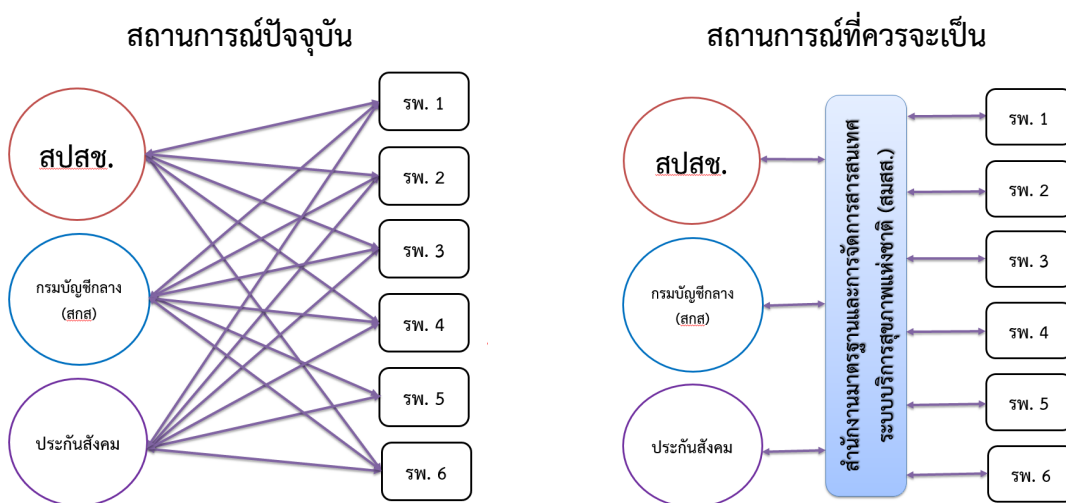 สถานการณ์ปัจจุบัน
สปสช.
กรมบัญชีกลาง
(สกส)
ประกันสังคม
รพ. 1
รพ. 2
รพ. 3
รพ. 4
รพ. 5
รพ. 6
สถานการณ์ที่ควรจะเป็น
สปสช.
กรมบัญชีกลาง
(สกส)
ประกันสังคม
สำนักงานมาตรฐานและการจัดการสารสนเทศ
ระบบบริการสุขภาพแห่งชาติ (สมสส.)
รพ. 1
รพ. 2
รพ. 3
รพ. 4
รพ. 5
รพ. 6